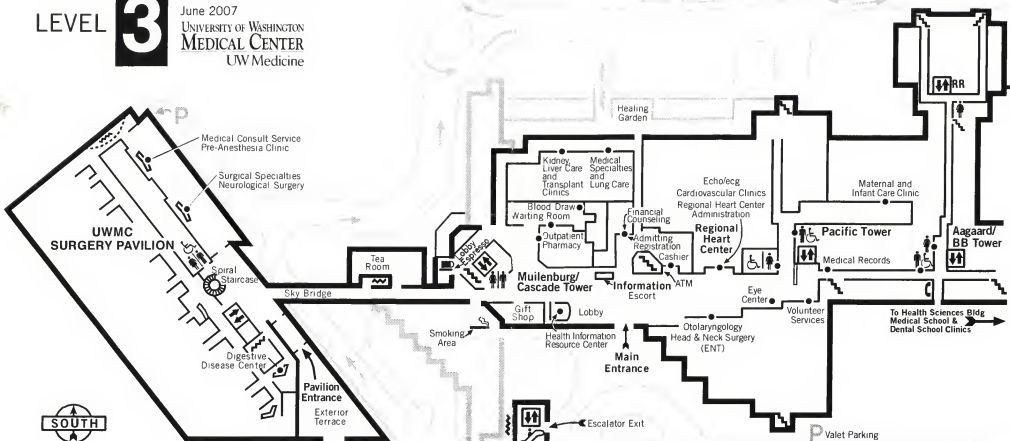 LEVEL 3
June 2007
UNIVERSITY OF WASHINGTON
MEDICAL CENTER
UW Medicine
P
Medical Consult Service
Pre-Anesthesia Clinic
Surgical Specialties
Neurological Surgery
UWMC
SURGERY PAVILION
Spiral
Staircase
Digestive
Disease Center
Pavilion
Entrance
Exterior
Terrace
SOUTH
Sky Bridge
Tea
Room
Lobby
Espresso
Smoking
Area
Healing
Garden
Kidney,
Liver Care
and
Transplant
Clinics
Medical
Specialties
and
Lung Care
Blood Draw
Waiting Room
Outpatient
Pharmacy
Financial
Counseling
Admitting
Registration
Cashier
ATM
Muilenburg/
Cascade Tower
Information
Escort
Gift
Shop
Lobby
Health Information
Resource Center
Main
Entrance
Escalator Exit
Echo/ecg
Cardiovascular Clinics
Regional Heart Center
Administration
Regional
Heart
Center
Eye
Center
Otolaryngology
Head & Neck Surgery
(ENT)
Volunteer
Services
Medical Records
Pacific Tower
Maternal and
Infant Care Clinic
RR
Aagaard/
BB Tower
To Health Sciences Bldg
Medical School &
Dental School Clinics
P Valet Parking